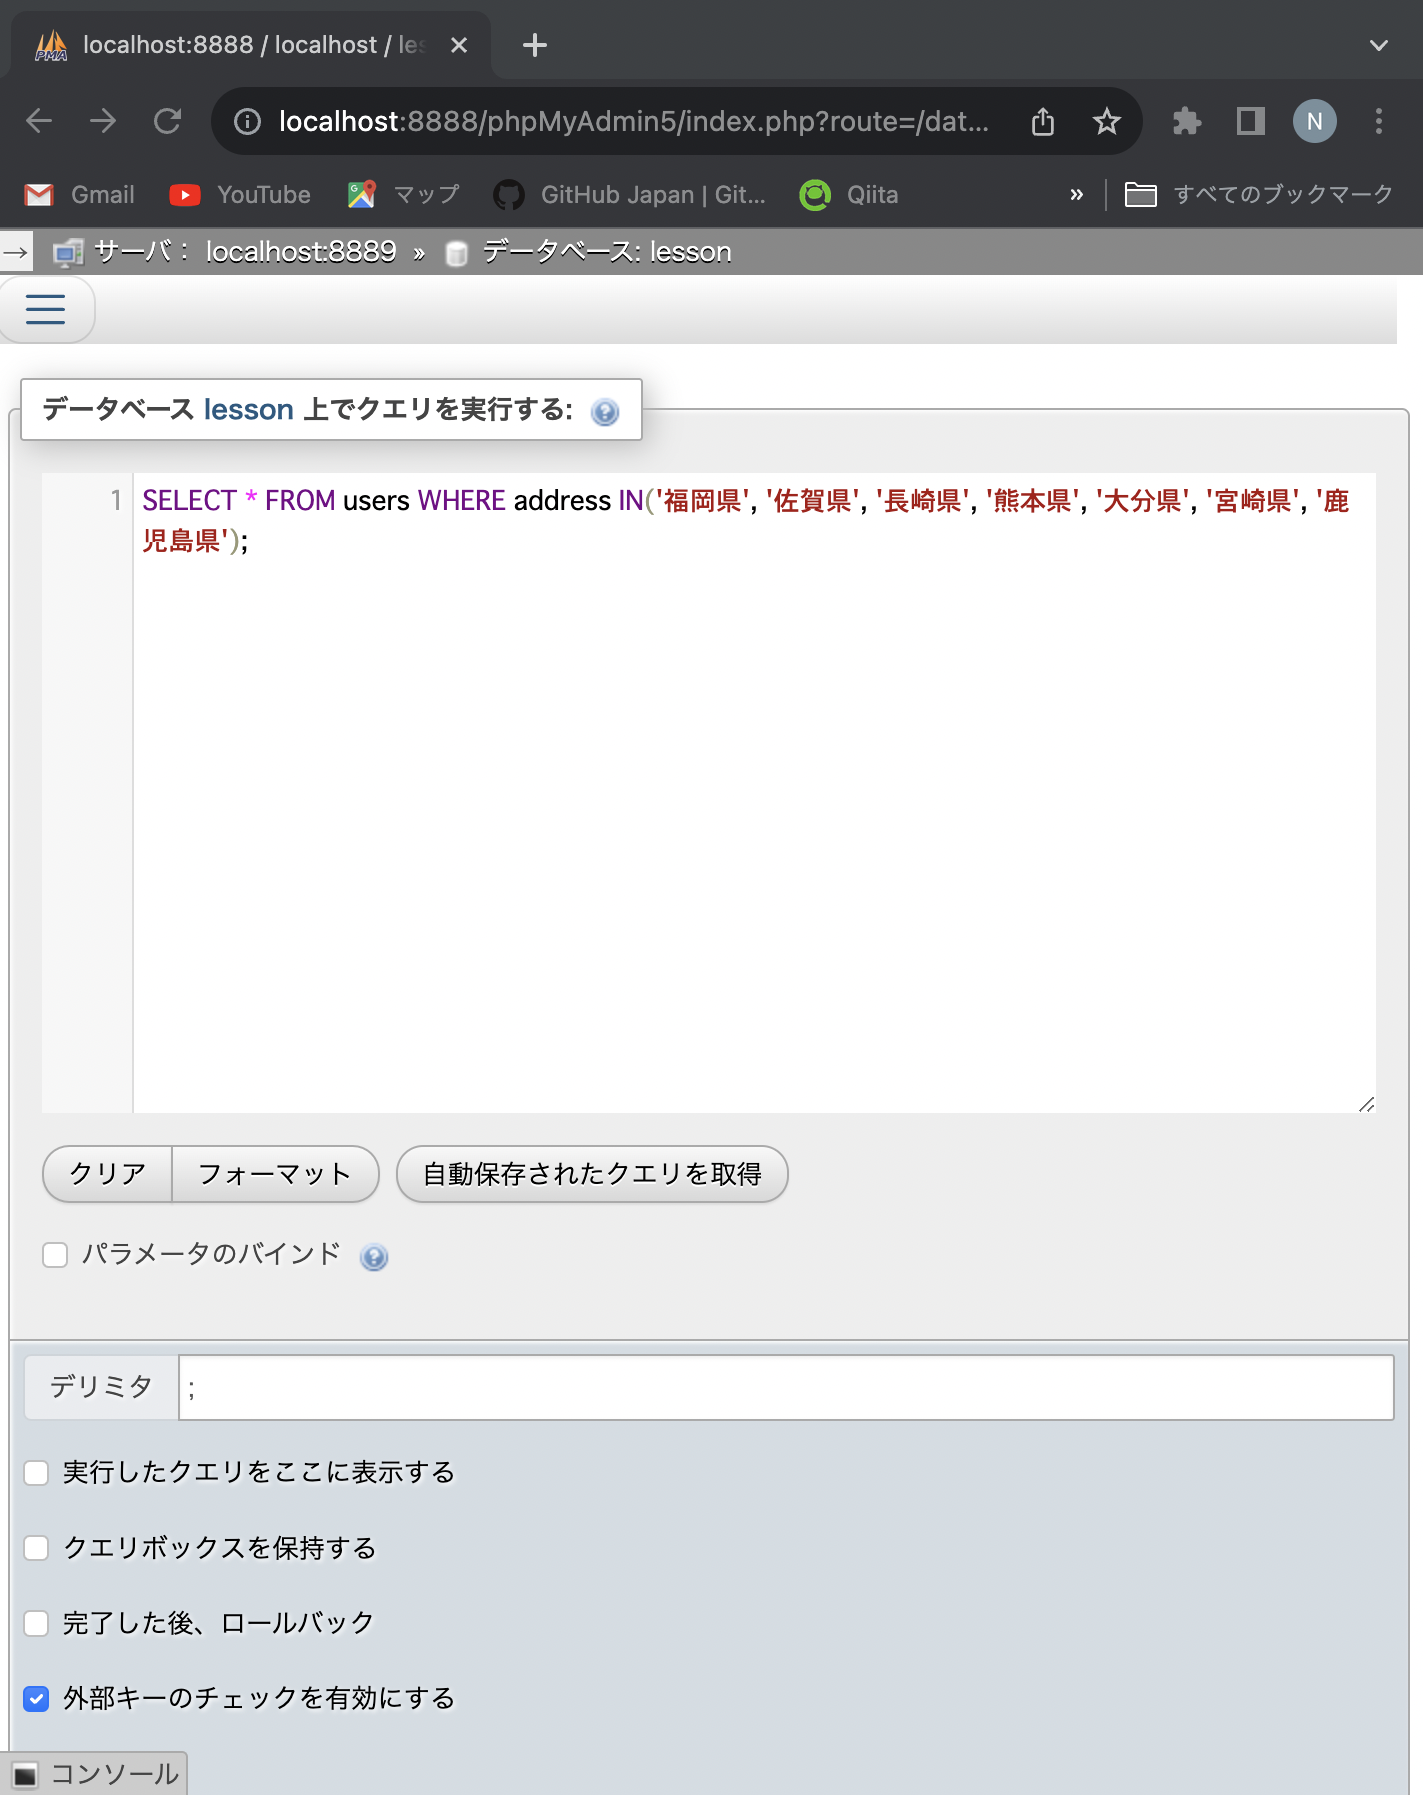 localhost:8888 / localhost / les
localhost:8888/phpMyAdmin5/index.php?route=/dat...
N
Gmail
YouTube
マップ
GitHub Japan | Git...
Qiita
»
すべてのブックマーク
サーバ： localhost:8889 » データベース: lesson
データベース lesson 上でクエリを実行する:
1
SELECT * FROM users WHERE address IN('福岡県', '佐賀県', '長崎県', '熊本県', '大分県', '宮崎県', '鹿
児島県');
クリア
フォーマット
自動保存されたクエリを取得
パラメータのバインド
デリミタ
;
実行したクエリをここに表示する
クエリボックスを保持する
完了した後、ロールバック
外部キーのチェックを有効にする
コンソール